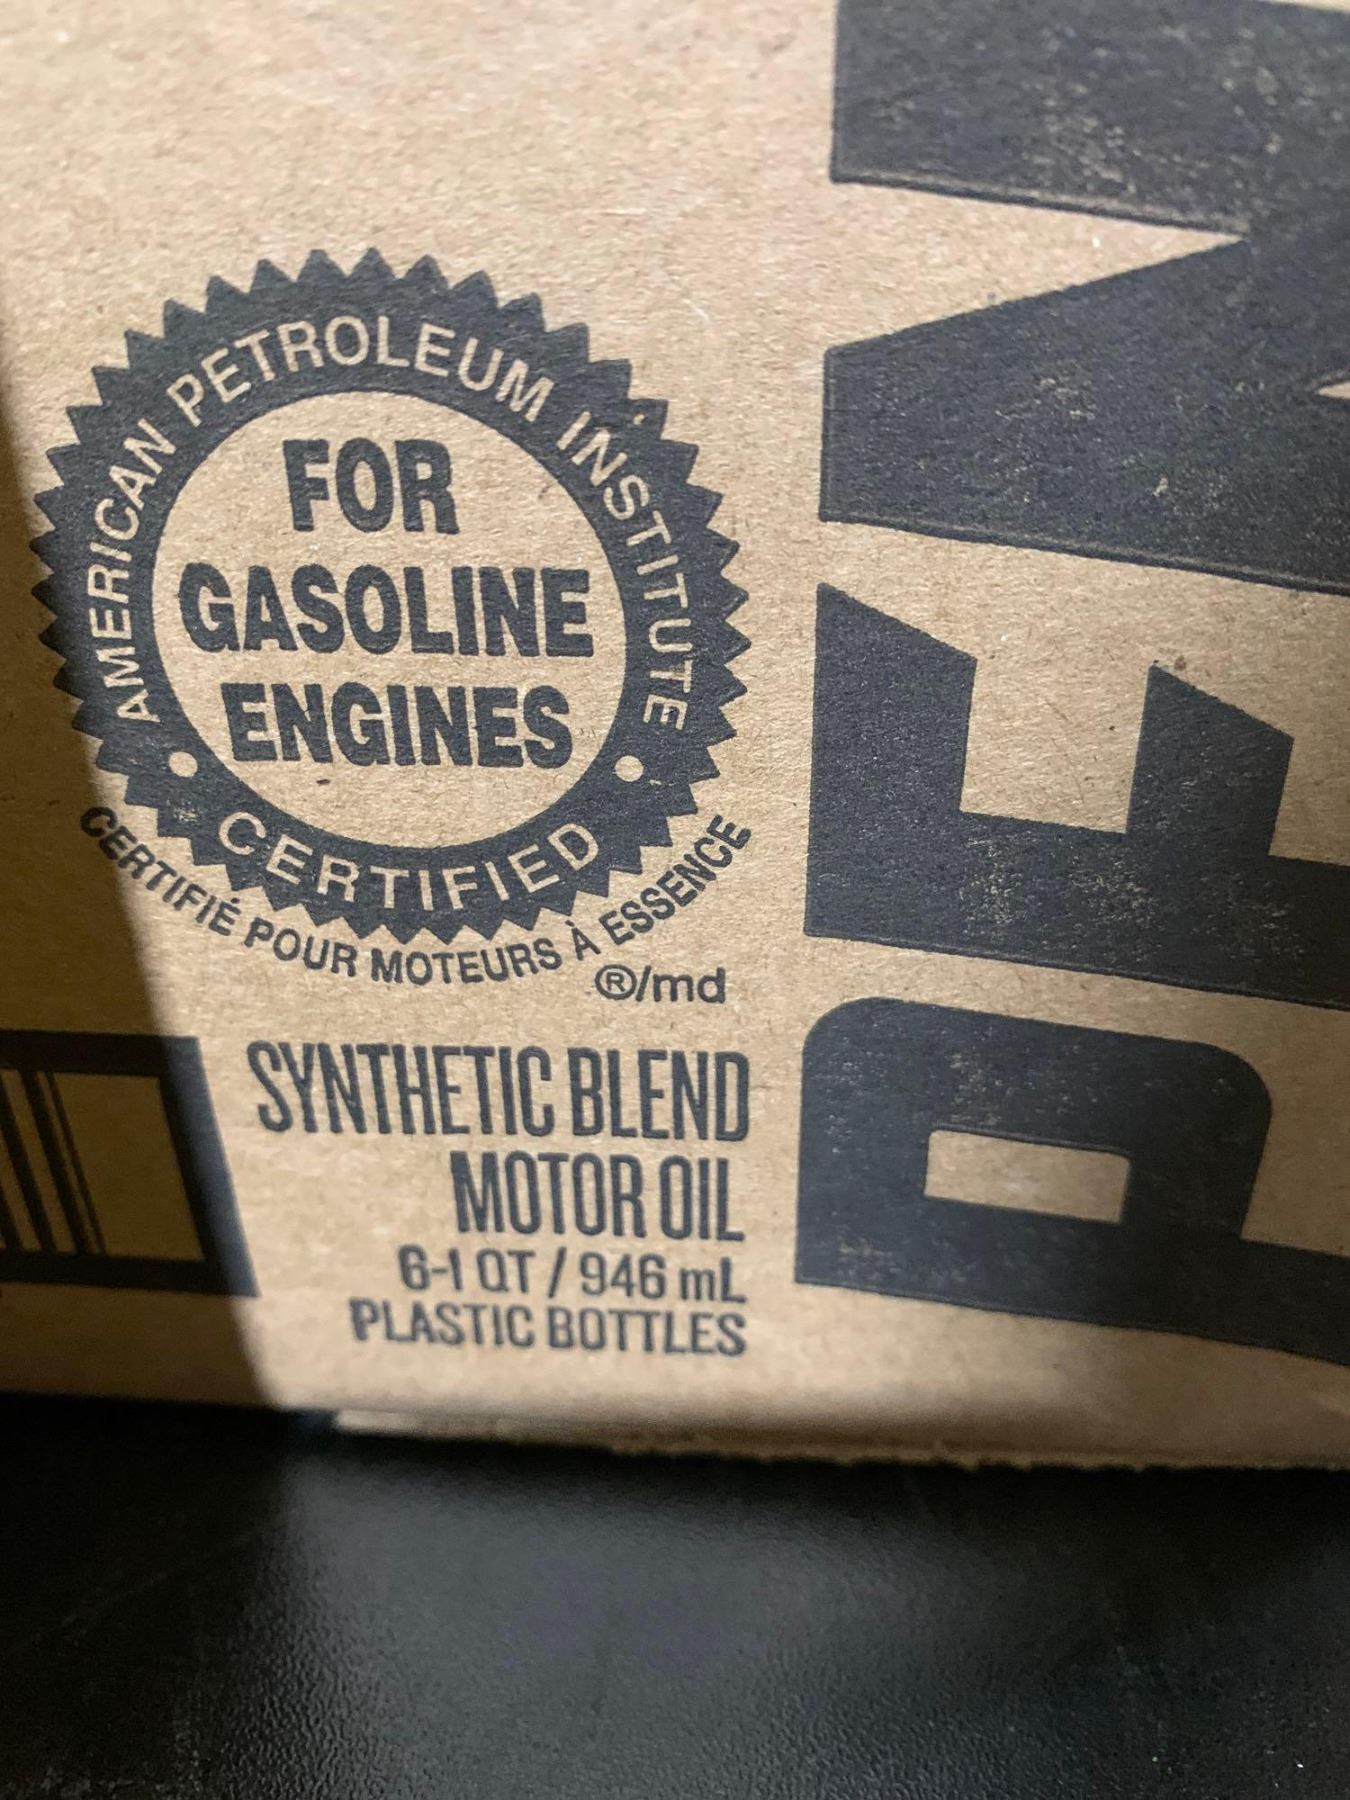 AMERICAN PETROLEUM INSTITUTE
FOR
GASOLINE
ENGINES
CERTIFIED
CERTIFIÉ POUR MOTEURS À ESSENCE
®/md
SYNTHETIC BLEND
MOTOR OIL
6-1 QT / 946 mL
PLASTIC BOTTLES